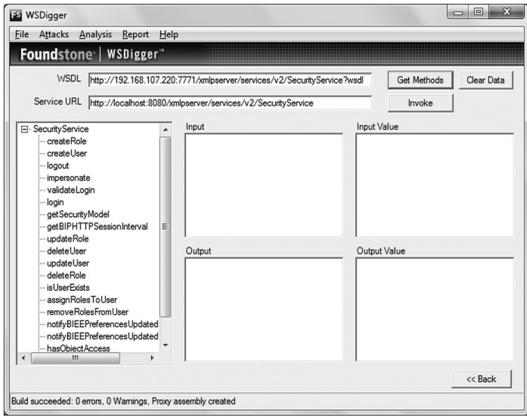 FS WSDigger
File Attacks Analysis Report Help
Foundstone® | WSDigger™
WSDL http://192.168.107.220:7771/xmlpserver/services/v2/SecurityService?wsdl Get Methods Clear Data
Service URL http://localhost:8080/xmlpserver/services/v2/SecurityService Invoke
SecurityService
createRole
createUser
logout
impersonate
validateLogin
login
getSecurityModel
getBIPHTTPSessionInterval
updateRole
deleteUser
updateUser
deleteRole
isUserExists
assignRolesToUser
removeRolesFromUser
notifyBIEEPreferencesUpdated
notifyBIEEPreferencesUpdated
hasObjectAccess
Input
Input Value
Output
Output Value
<< Back
Build succeeded: 0 errors, 0 Warnings, Proxy assembly created